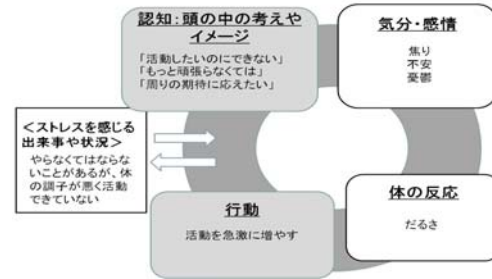 認知：頭の中の考えや
イメージ
「活動したいのにできない」
「もっと頑張らなくては」
「周りの期待に応えたい」
気分・感情
焦り
不安
憂鬱
＜ストレスを感じる
出来事や状況＞
やらなくてはならな
いことがあるが、体
の調子が悪く活動
できていない
行動
活動を急激に増やす
体の反応
だるさ